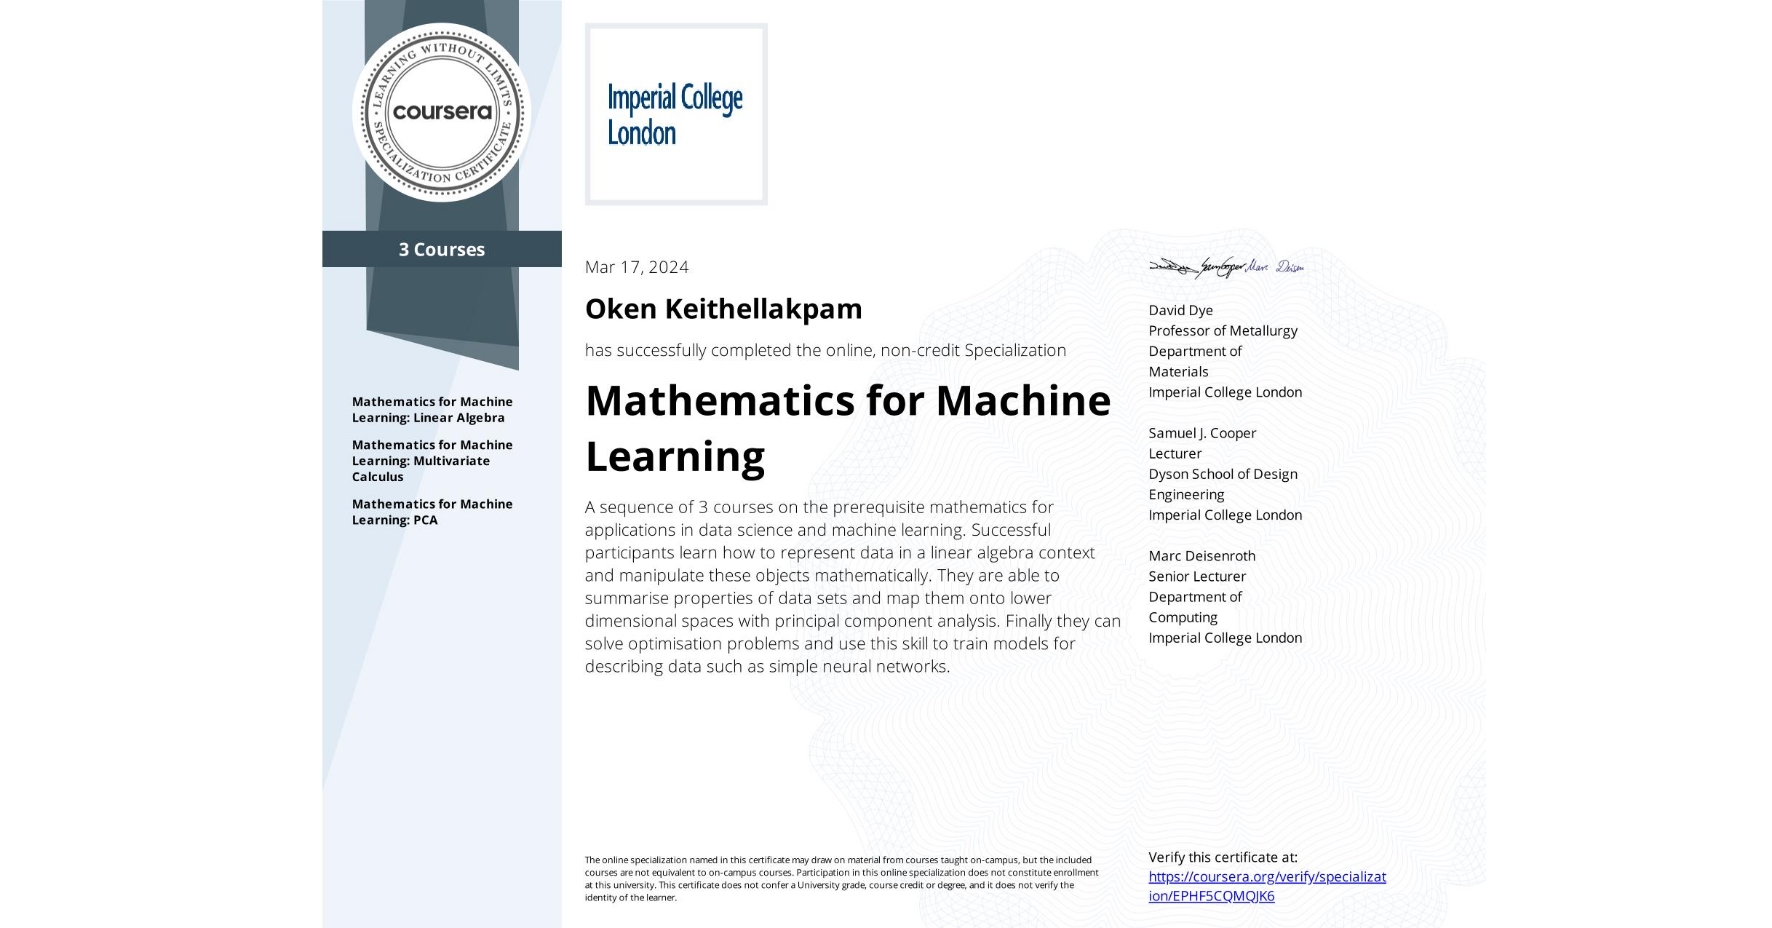 LEARNING WITHOUT LIMITS
coursera
SPECIALIZATION CERTIFICATE
3 Courses
Mathematics for Machine
Learning: Linear Algebra
Mathematics for Machine
Learning: Multivariate
Calculus
Mathematics for Machine
Learning: PCA
Imperial College
London
Mar 17, 2024
Oken Keithellakpam
has successfully completed the online, non-credit Specialization
Mathematics for Machine
Learning
A sequence of 3 courses on the prerequisite mathematics for
applications in data science and machine learning. Successful
participants learn how to represent data in a linear algebra context
and manipulate these objects mathematically. They are able to
summarise properties of data sets and map them onto lower
dimensional spaces with principal component analysis. Finally they can
solve optimisation problems and use this skill to train models for
describing data such as simple neural networks.
The online specialization named in this certificate may draw on material from courses taught on-campus, but the included
courses are not equivalent to on-campus courses. Participation in this online specialization does not constitute enrollment
at this university. This certificate does not confer a University grade, course credit or degree, and it does not verify the
identity of the learner.
Marc Deisen
David Dye
Professor of Metallurgy
Department of
Materials
Imperial College London
Samuel J. Cooper
Lecturer
Dyson School of Design
Engineering
Imperial College London
Marc Deisenroth
Senior Lecturer
Department of
Computing
Imperial College London
Verify this certificate at:
https://coursera.org/verify/specializat
ion/EPHF5CQMQJK6